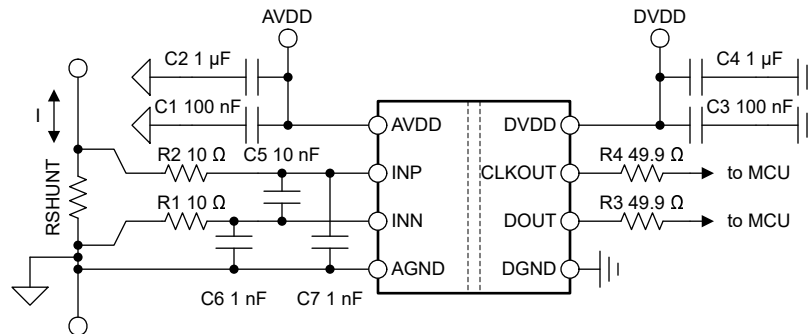 AVDD
DVDD
C2 1 µF
C4 1 µF
C1 100 nF
C3 100 nF
I
AVDD
DVDD
R2 10 Ω
C5 10 nF
R4 49.9 Ω
INP
CLKOUT
to MCU
RSHUNT
R1 10 Ω
R3 49.9 Ω
INN
DOUT
to MCU
AGND
DGND
C6 1 nF
C7 1 nF